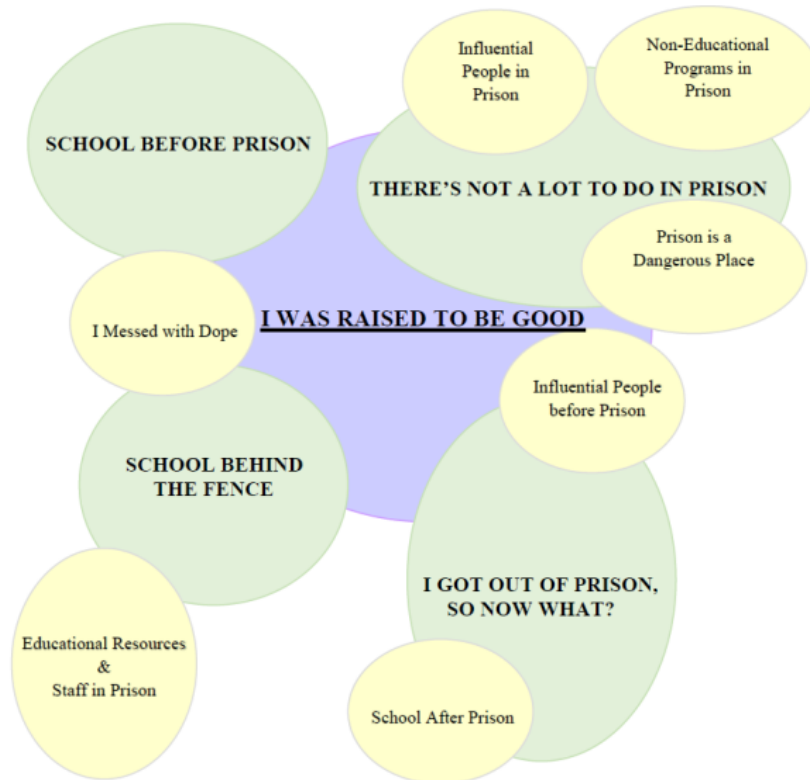 Influential
People in
Prison
Non-Educational
Programs in
Prison
SCHOOL BEFORE PRISON
THERE’S NOT A LOT TO DO IN PRISON
Prison is a
Dangerous Place
I Messed with Dope
I WAS RAISED TO BE GOOD
Influential People
before Prison
SCHOOL BEHIND
THE FENCE
I GOT OUT OF PRISON,
SO NOW WHAT?
Educational Resources
&
Staff in Prison
School After Prison